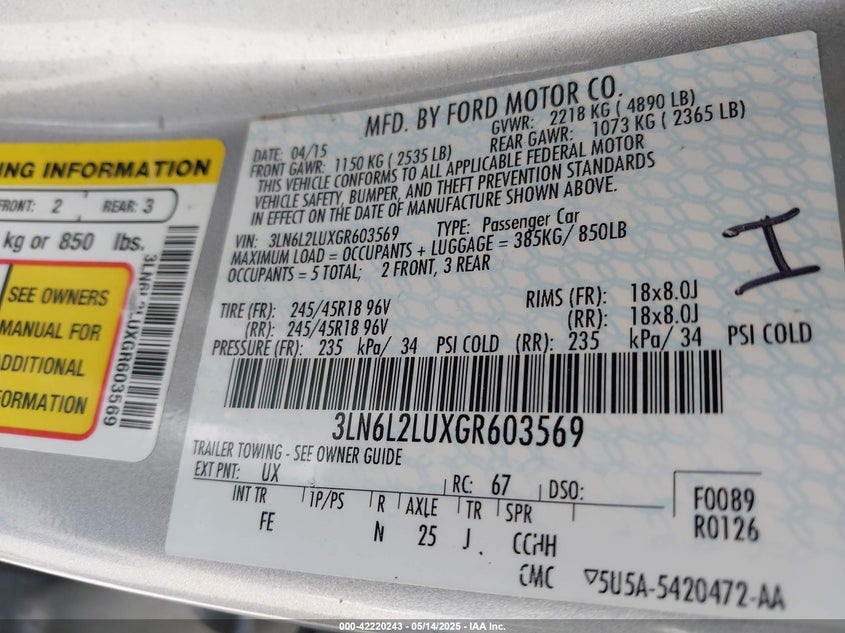 NG INFORMATION
FRONT: 2 REAR: 3
kg or 850 lbs.
SEE OWNERS
MANUAL FOR
ADDITIONAL
3LN6L2LUXGR603569
MFD. BY FORD MOTOR CO.
DATE: 04/15 GVWR: 2218 KG ( 4890 LB)
FRONT GAWR: 1150 KG ( 2535 LB) REAR GAWR: 1073 KG ( 2365 LB)
THIS VEHICLE CONFORMS TO ALL APPLICABLE FEDERAL MOTOR
VEHICLE SAFETY, BUMPER, AND THEFT PREVENTION STANDARDS
IN EFFECT ON THE DATE OF MANUFACTURE SHOWN ABOVE.
VIN: 3LN6L2LUXGR603569 TYPE: Passenger Car
MAXIMUM LOAD = OCCUPANTS + LUGGAGE = 385KG/ 850LB
OCCUPANTS = 5 TOTAL; 2 FRONT, 3 REAR
H
TIRE (FR): 245/45R18 96V RIMS (FR): 18x8.0J
(RR): 245/45R18 96V (RR): 18x8.0J
PRESSURE (FR): 235 kPa/ 34 PSI COLD (RR): 235 kPa/ 34 PSI COLD
3LN6L2LUXGR603569
TRAILER TOWING - SEE OWNER GUIDE
EXT PNT: UX RC: 67 DSO:
INT TR TP/PS R AXLE TR SPR
FE N 25 J . CCHH
CMC
F0089
R0126
▽5U5A-5420472-AA
000-42220243 - 05/14/2025 - IAA Inc.